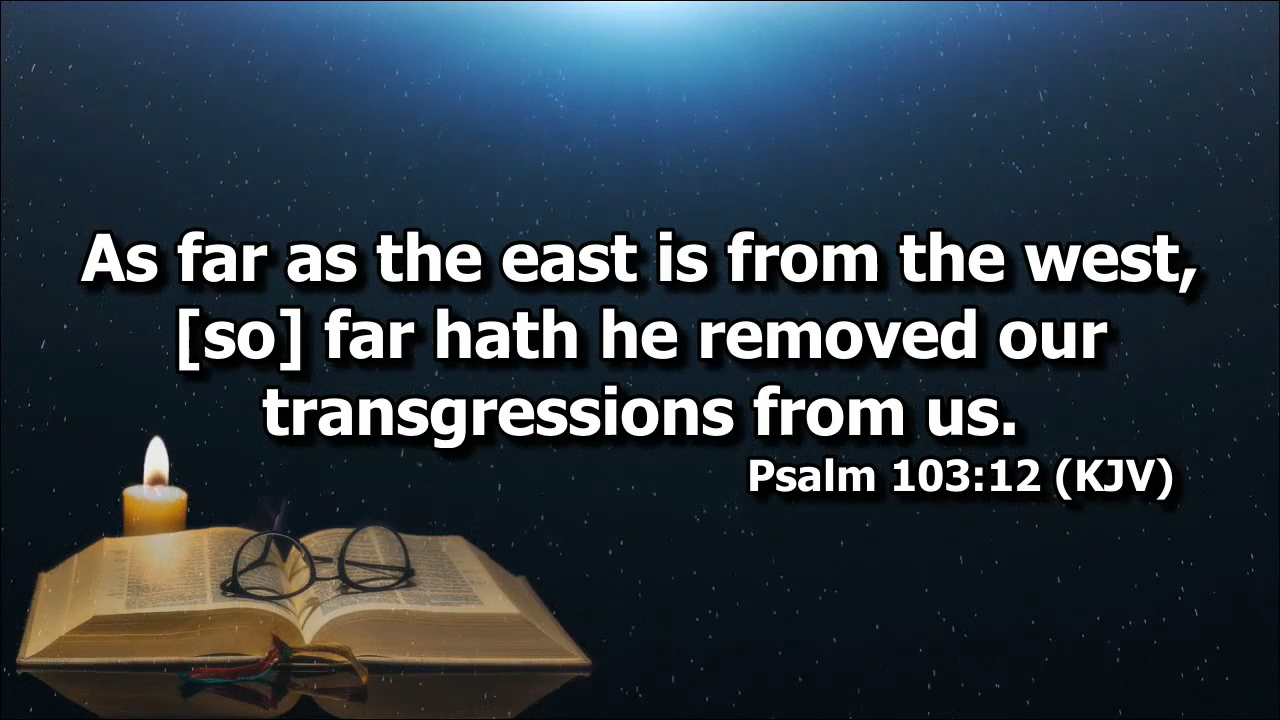 As far as the east is from the west,
[so] far hath he removed our
transgressions from us.
Psalm 103:12 (KJV)